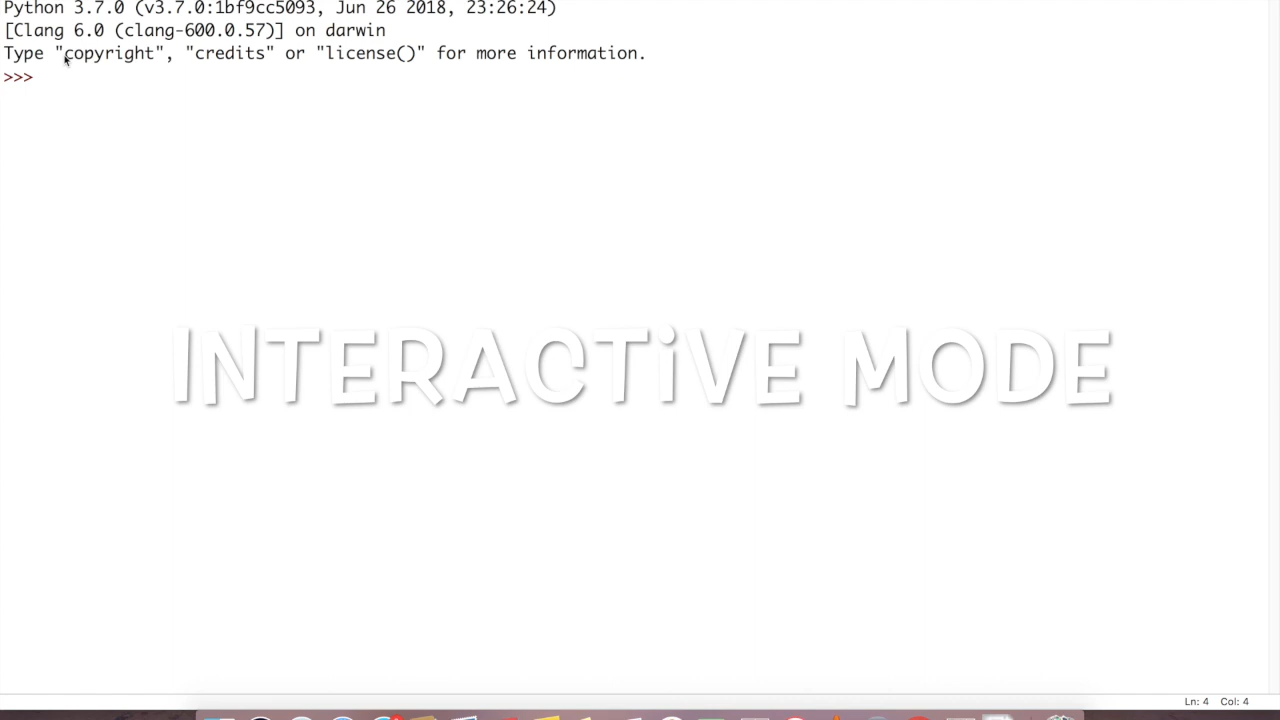 Python 3.7.0 (v3.7.0:1bf9cc5093, Jun 26 2018, 23:26:24)
[Clang 6.0 (clang-600.0.57)] on darwin
Type "copyright", "credits" or "license()" for more information.
>>>
INTERACTiVE MODE
Ln: 4 Col: 4